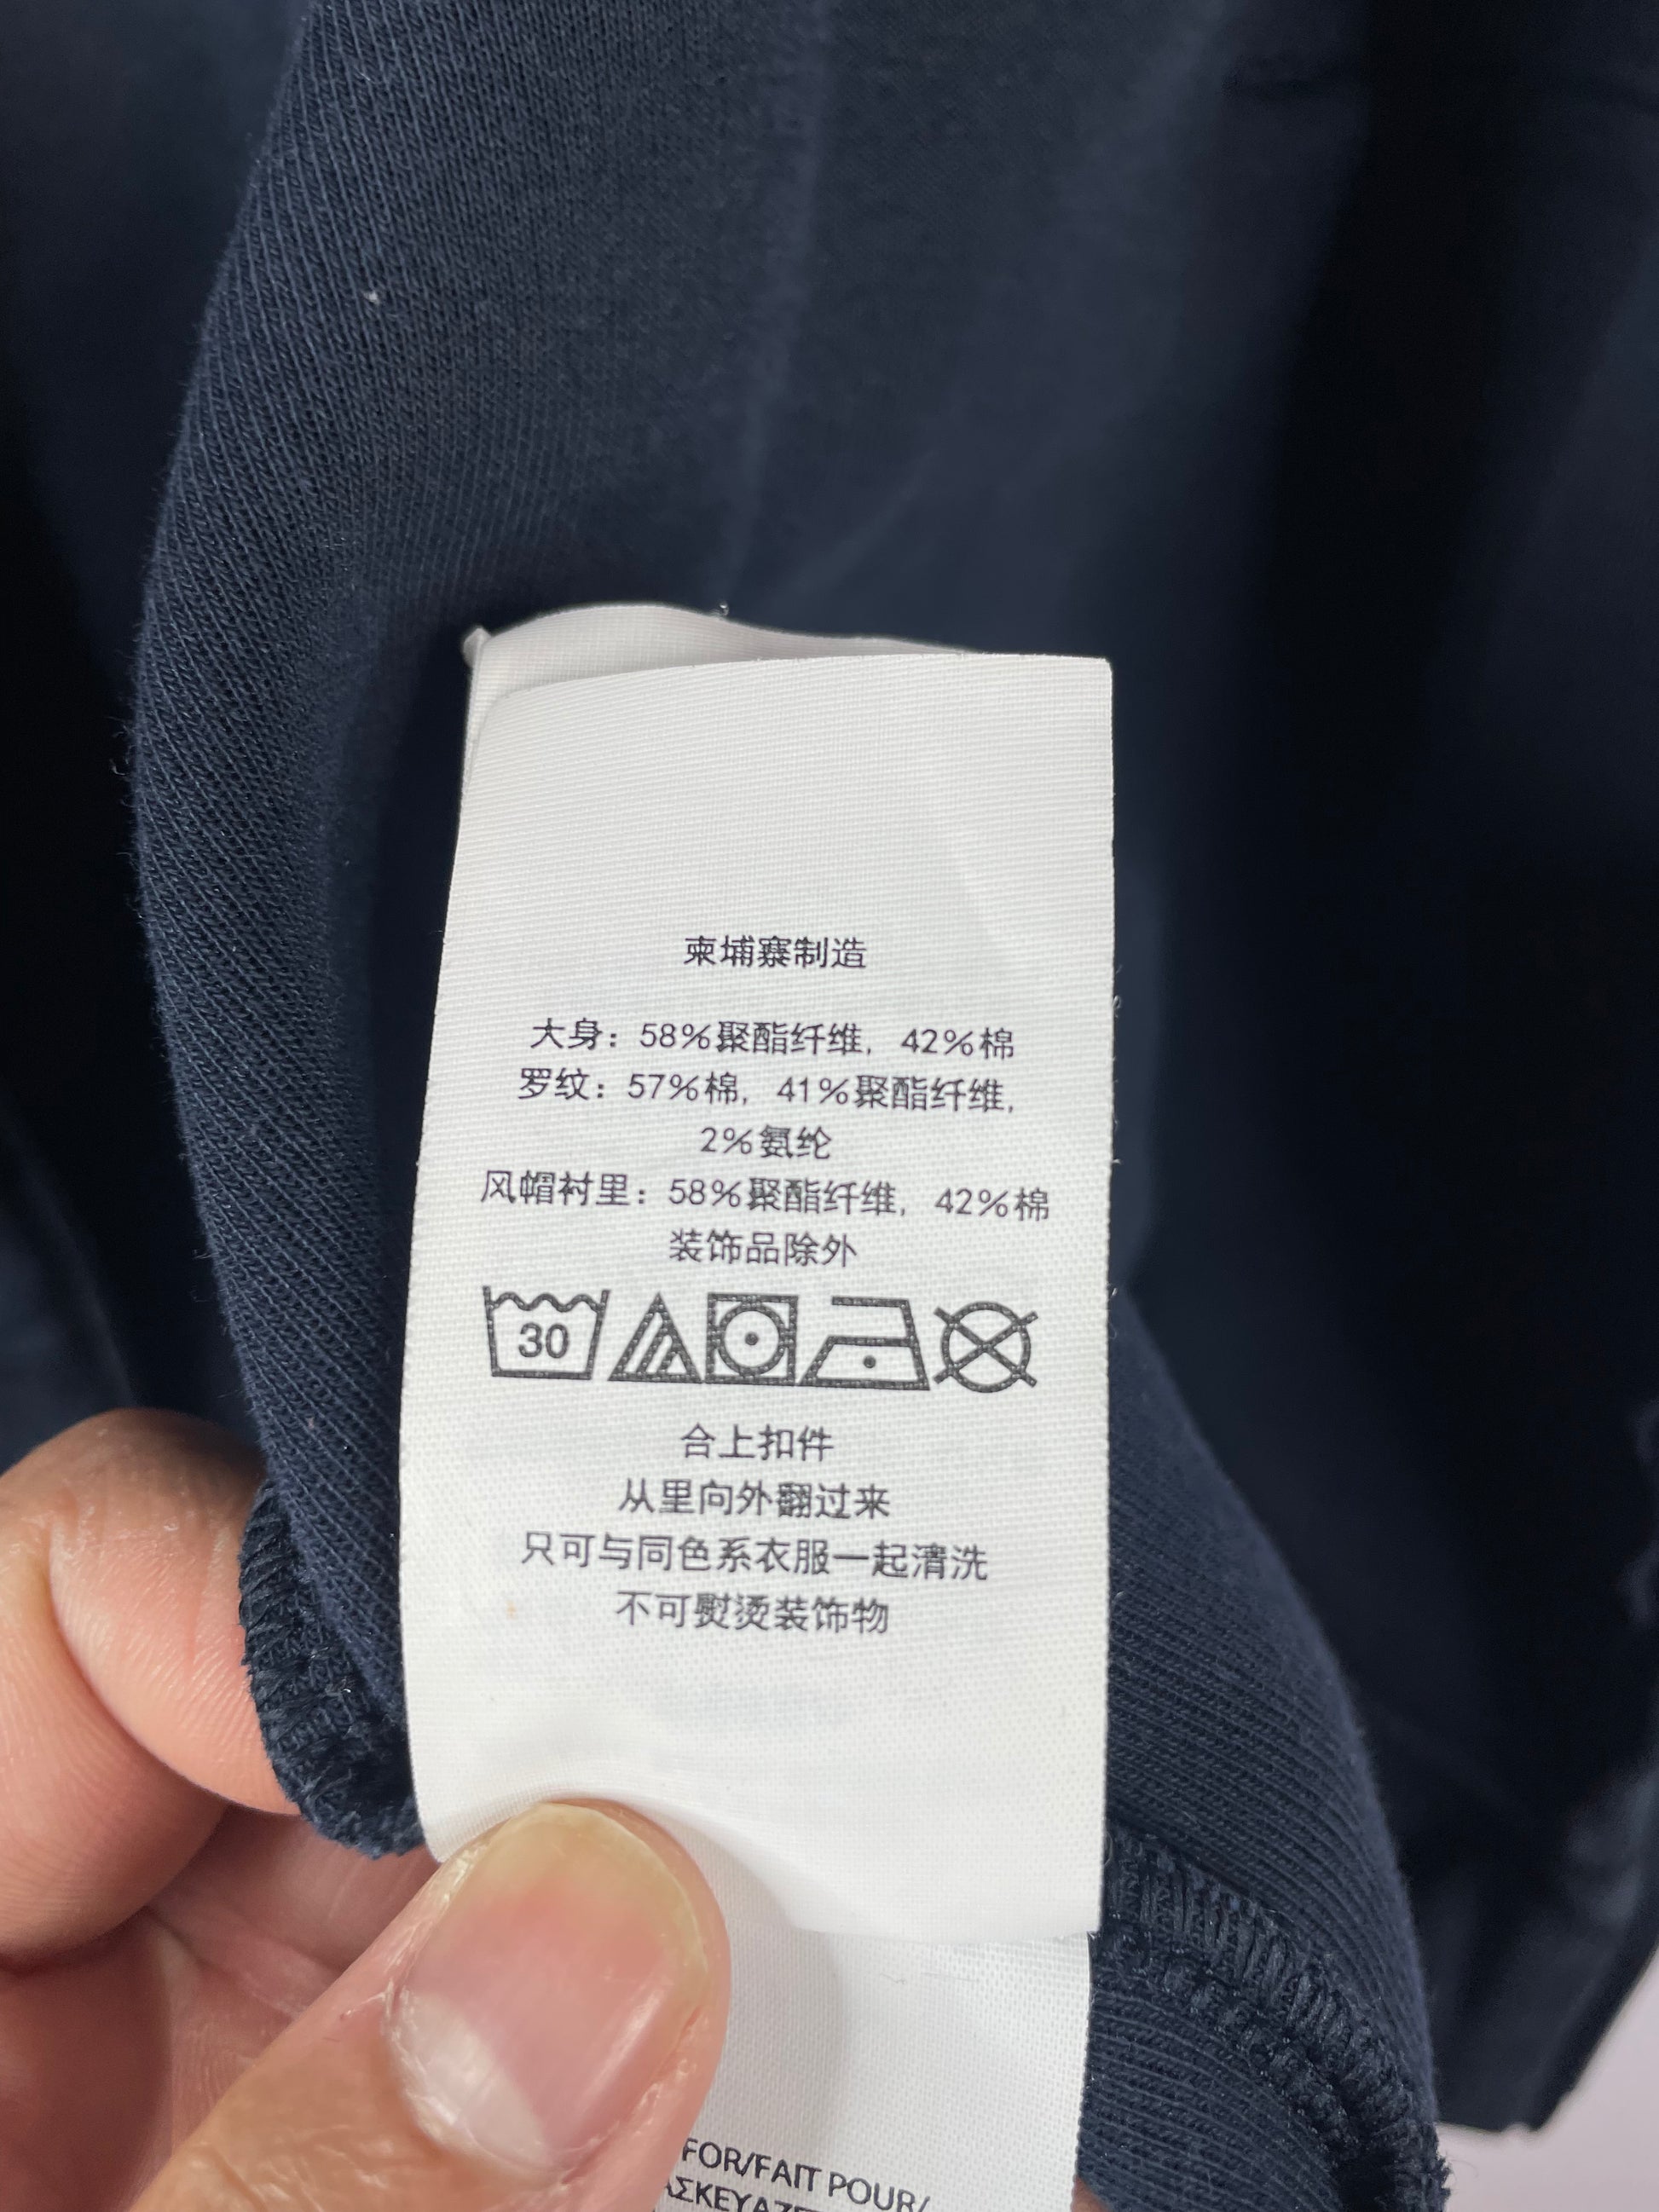 柬埔寨制造
大身：58%聚酯纤维，42%棉
罗纹：57%棉，41%聚酯纤维，
2%氨纶
风帽衬里：58%聚酯纤维，42%棉
装饰品除外
30
合上扣件
从里向外翻过来
只可与同色系衣服一起清洗
不可熨烫装饰物
FOR/FAIT POUR/